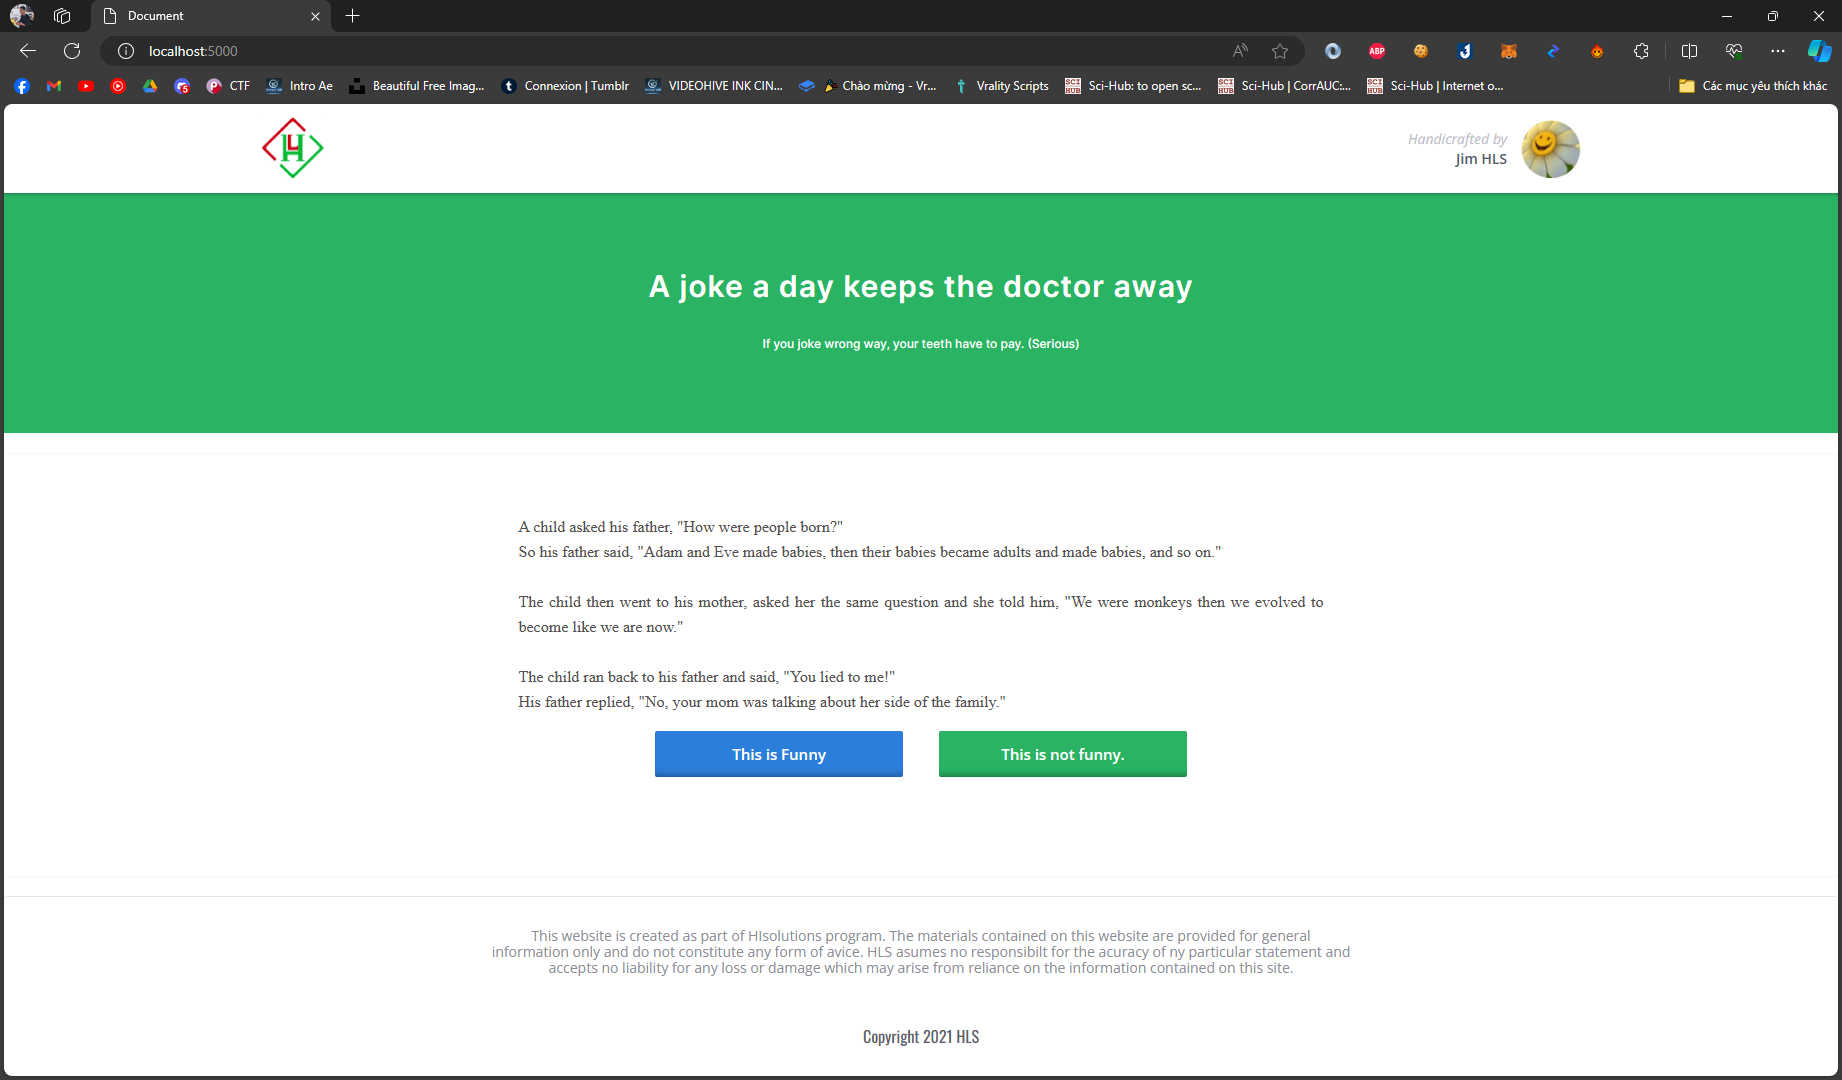 Document
localhost:5000
ABP
CTF
Intro Ae
Beautiful Free Imag...
Connexion | Tumblr
VIDEOHIVE INK CIN...
Chào mừng - Vr...
Vrality Scripts
SCI HUB
Sci-Hub: to open sc...
SCI HUB
Sci-Hub | CorrAUC:...
SCI HUB
Sci-Hub | Internet o...
Các mục yêu thích khác
Handicrafted by
Jim HLS
A joke a day keeps the doctor away
If you joke wrong way, your teeth have to pay. (Serious)
A child asked his father, "How were people born?"
So his father said, "Adam and Eve made babies, then their babies became adults and made babies, and so on."
The child then went to his mother, asked her the same question and she told him, "We were monkeys then we evolved to
become like we are now."
The child ran back to his father and said, "You lied to me!"
His father replied, "No, your mom was talking about her side of the family."
This is Funny
This is not funny.
This website is created as part of HIsolutions program. The materials contained on this website are provided for general
information only and do not constitute any form of avice. HLS asumes no responsibilt for the acuracy of ny particular statement and
accepts no liability for any loss or damage which may arise from reliance on the information contained on this site.
Copyright 2021 HLS